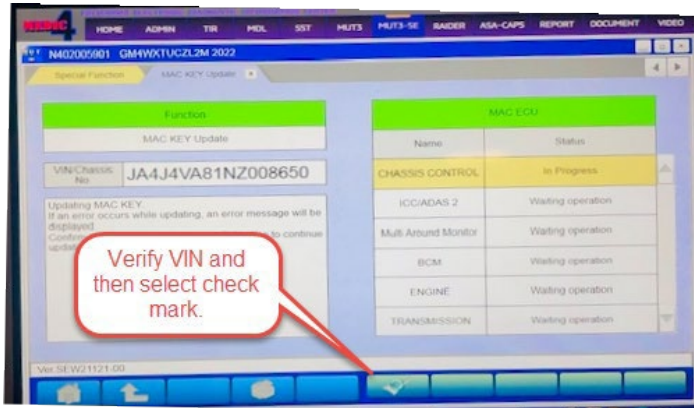 HOME ADMIN TIR MDL SST MUT3 MUT3-SE RAIDER ASA-CAPS REPORT DOCUMENT VIDEO
N402005901 GM4WXTUCZL2M 2022
Special Function MAC KEY Update
Function
MAC KEY Update
VIN/Chassis No. JA4J4VA81NZ008650
Updating MAC KEY.
If an error occurs while updating, an error message will be
displayed.
to continue
MAC ECU
Name Status
CHASSIS CONTROL In Progress
ICC/ADAS 2 Waiting operation
Multi Around Monitor Waiting operation
BCM Waiting operation
ENGINE Waiting operation
TRANSMISSION Waiting operation
Verify VIN and
then select check
mark.
Ver.SEW21121-00